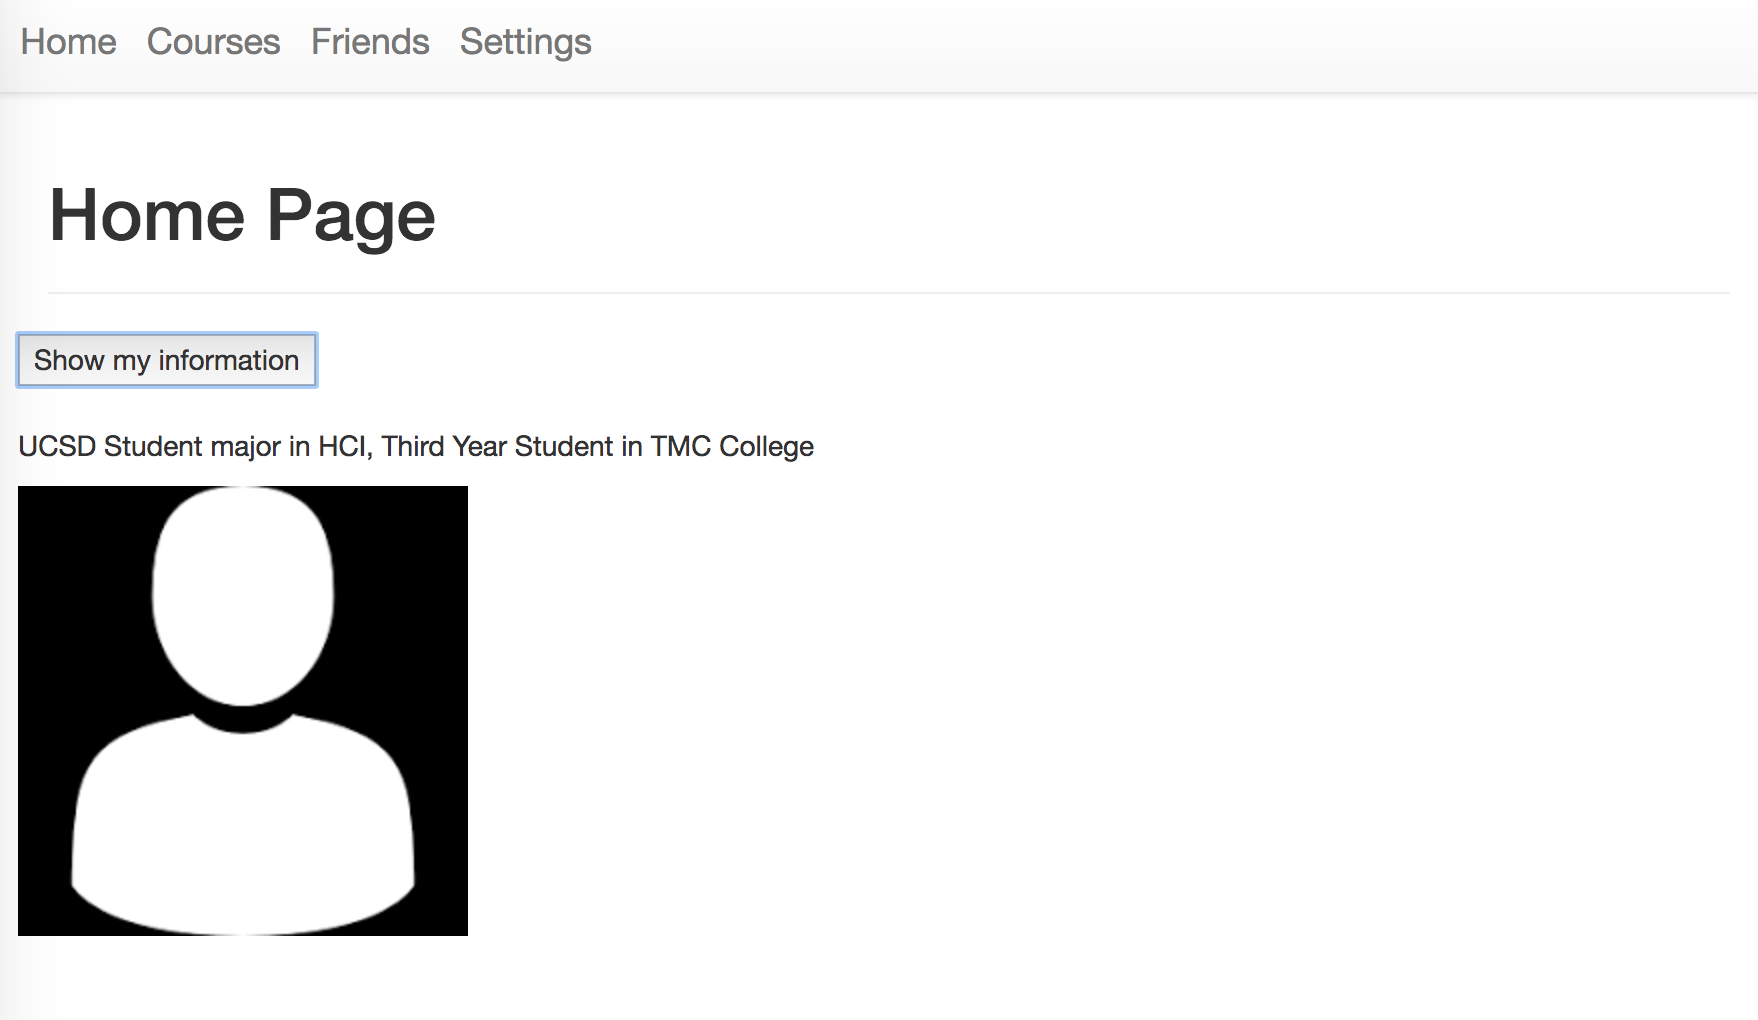 Home Courses Friends Settings
Home Page
Show my information
UCSD Student major in HCI, Third Year Student in TMC College